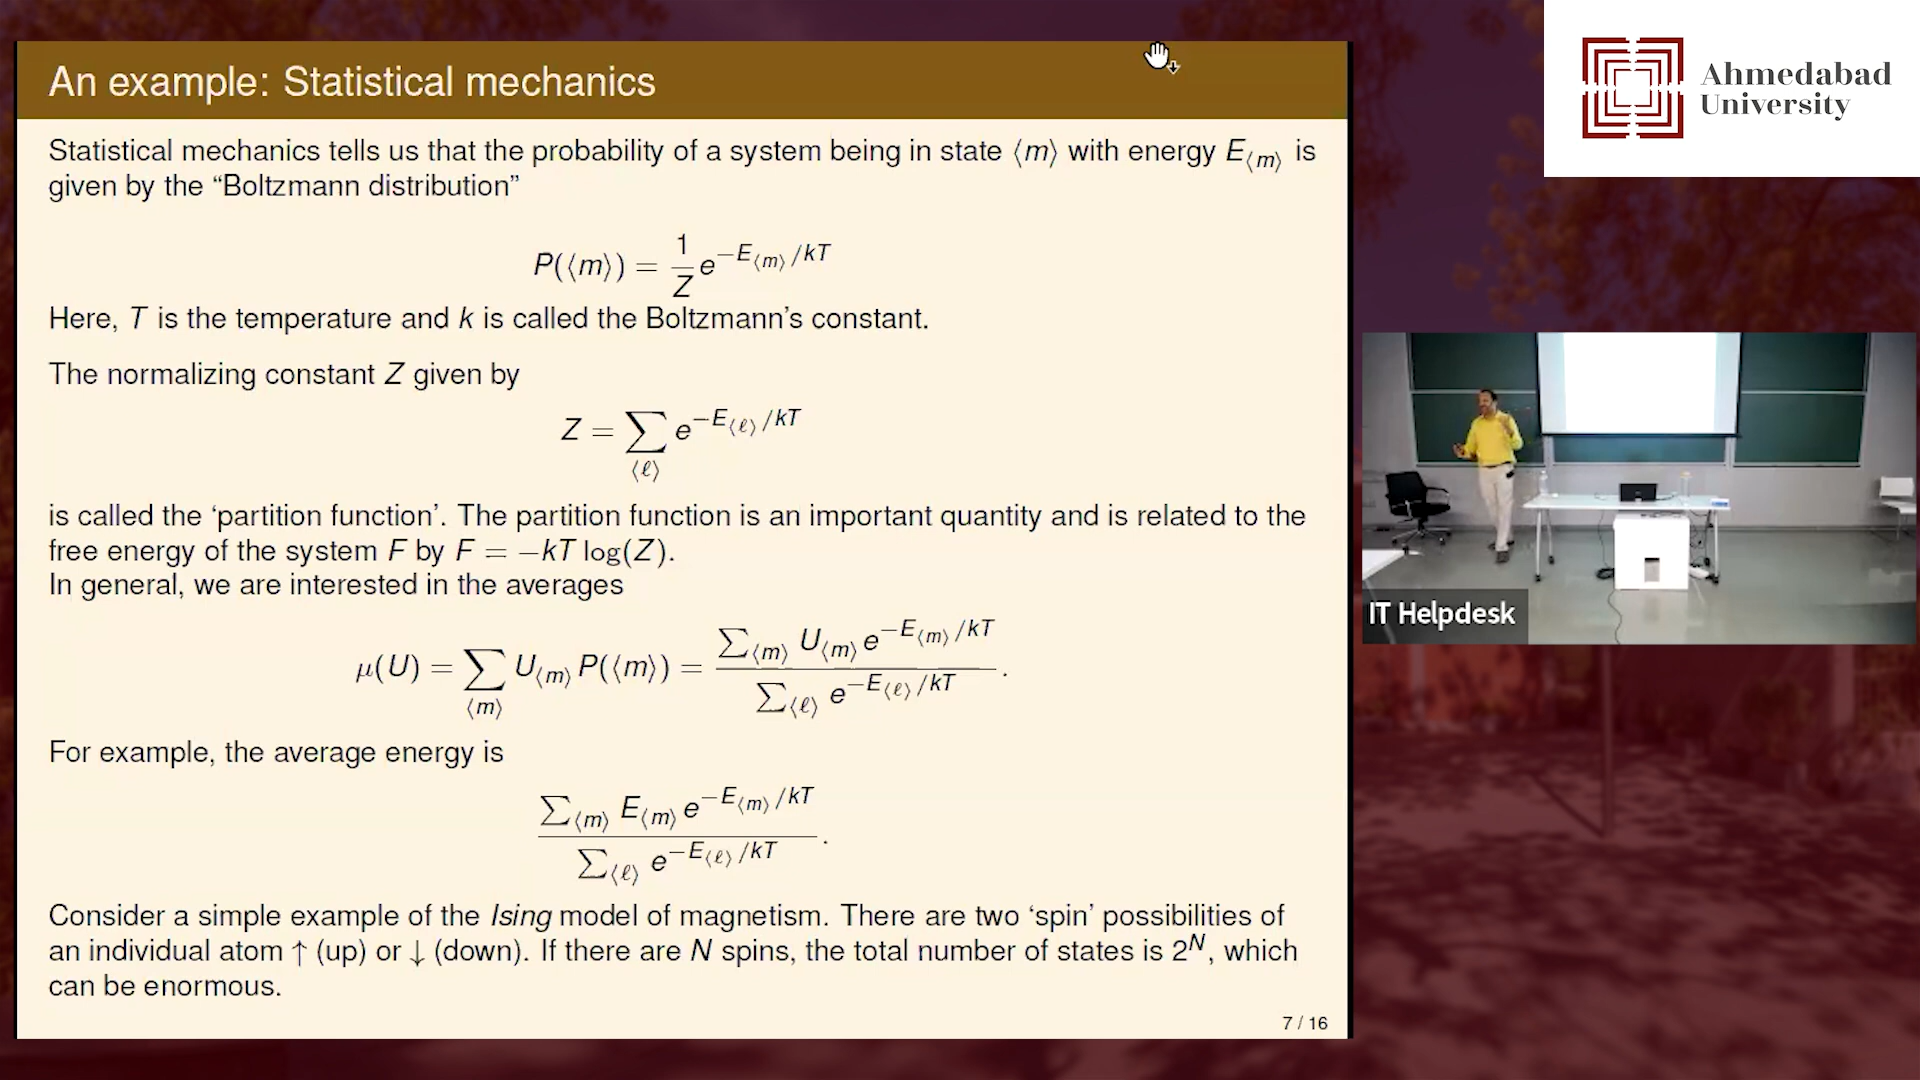 An example: Statistical mechanics
Statistical mechanics tells us that the probability of a system being in state ⟨m⟩ with energy E⟨m⟩ is
given by the “Boltzmann distribution”
P(⟨m⟩) = 1/Z e^{−E⟨m⟩/kT}
Here, T is the temperature and k is called the Boltzmann’s constant.
The normalizing constant Z given by
Z = ∑⟨ℓ⟩ e^{−E⟨ℓ⟩/kT}
is called the ‘partition function’. The partition function is an important quantity and is related to the
free energy of the system F by F = −kT log(Z).
In general, we are interested in the averages
μ(U) = ∑⟨m⟩ U⟨m⟩ P(⟨m⟩) = ∑⟨m⟩ U⟨m⟩ e^{−E⟨m⟩/kT} / ∑⟨ℓ⟩ e^{−E⟨ℓ⟩/kT} .
For example, the average energy is
∑⟨m⟩ E⟨m⟩ e^{−E⟨m⟩/kT} / ∑⟨ℓ⟩ e^{−E⟨ℓ⟩/kT} .
Consider a simple example of the Ising model of magnetism. There are two ‘spin’ possibilities of
an individual atom ↑ (up) or ↓ (down). If there are N spins, the total number of states is 2^N, which
can be enormous.
7 / 16
Ahmedabad
University
IT Helpdesk